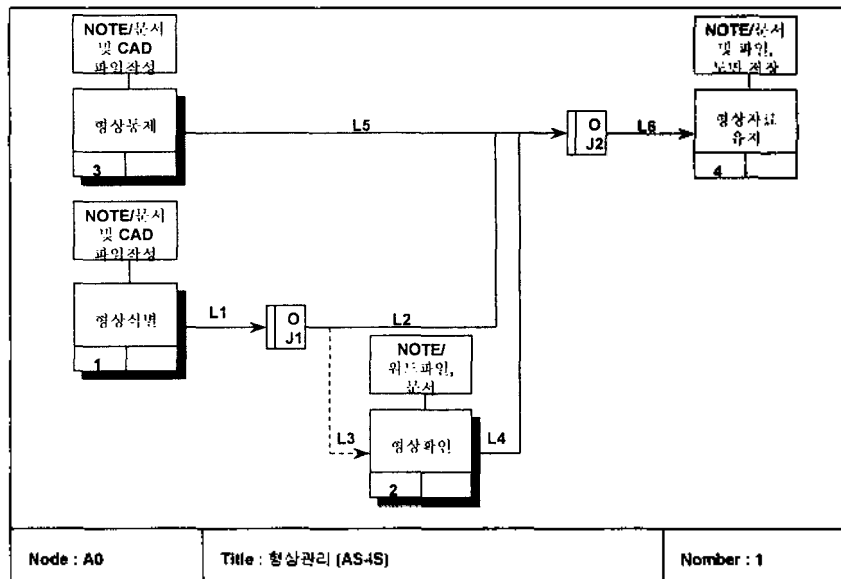 NOTE/문서
및 CAD
파일작성
형상통제
3
NOTE/문서
및 파일,
도면 저장
형상자료
유지
4
L5
O
J2
L6
NOTE/문서
및 CAD
파일작성
형상식별
1
L1
O
J1
L2
NOTE/
워드파일,
문서
L3
형상확인
2
L4
Node : A0
Title : 형상관리 (AS-IS)
Nomber : 1